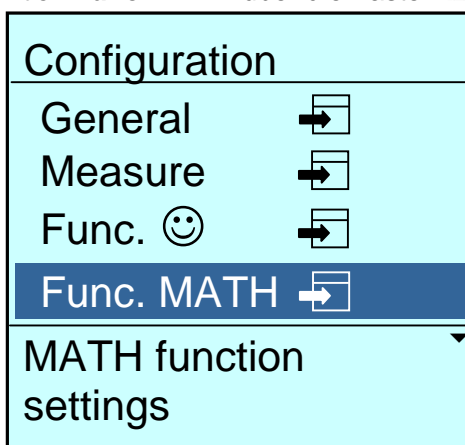 Configuration
General
Measure
Func. ☺
Func. MATH
MATH function
settings